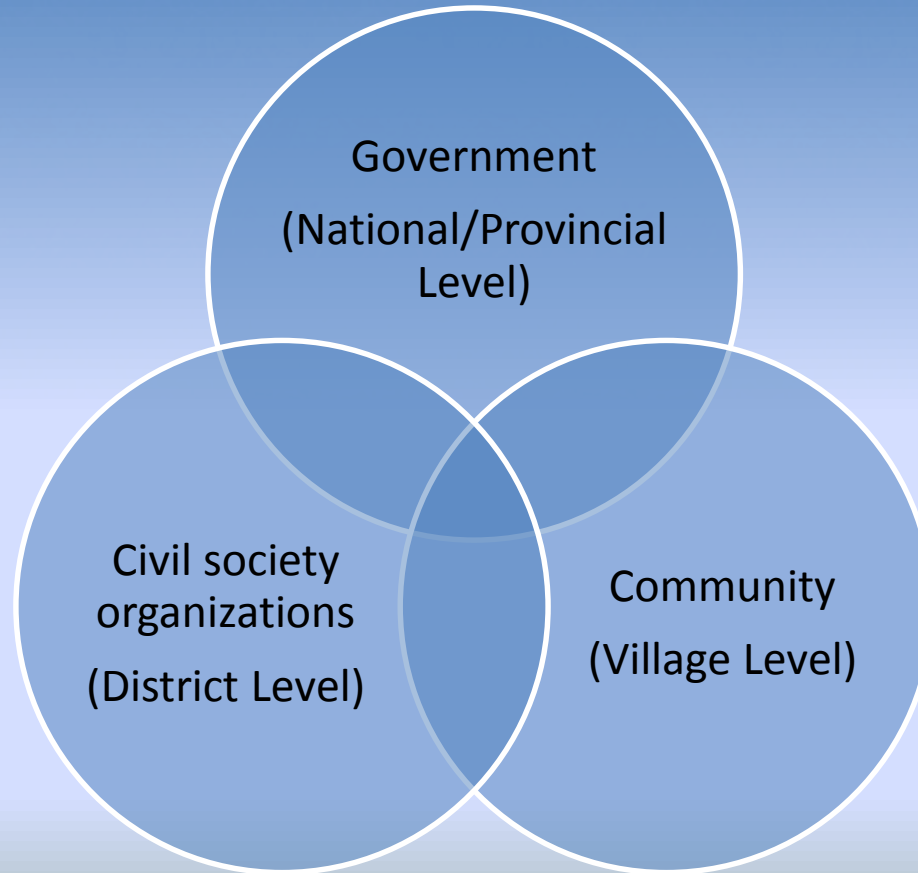 Government
(National/Provincial
Level)
Civil society
organizations
(District Level)
Community
(Village Level)